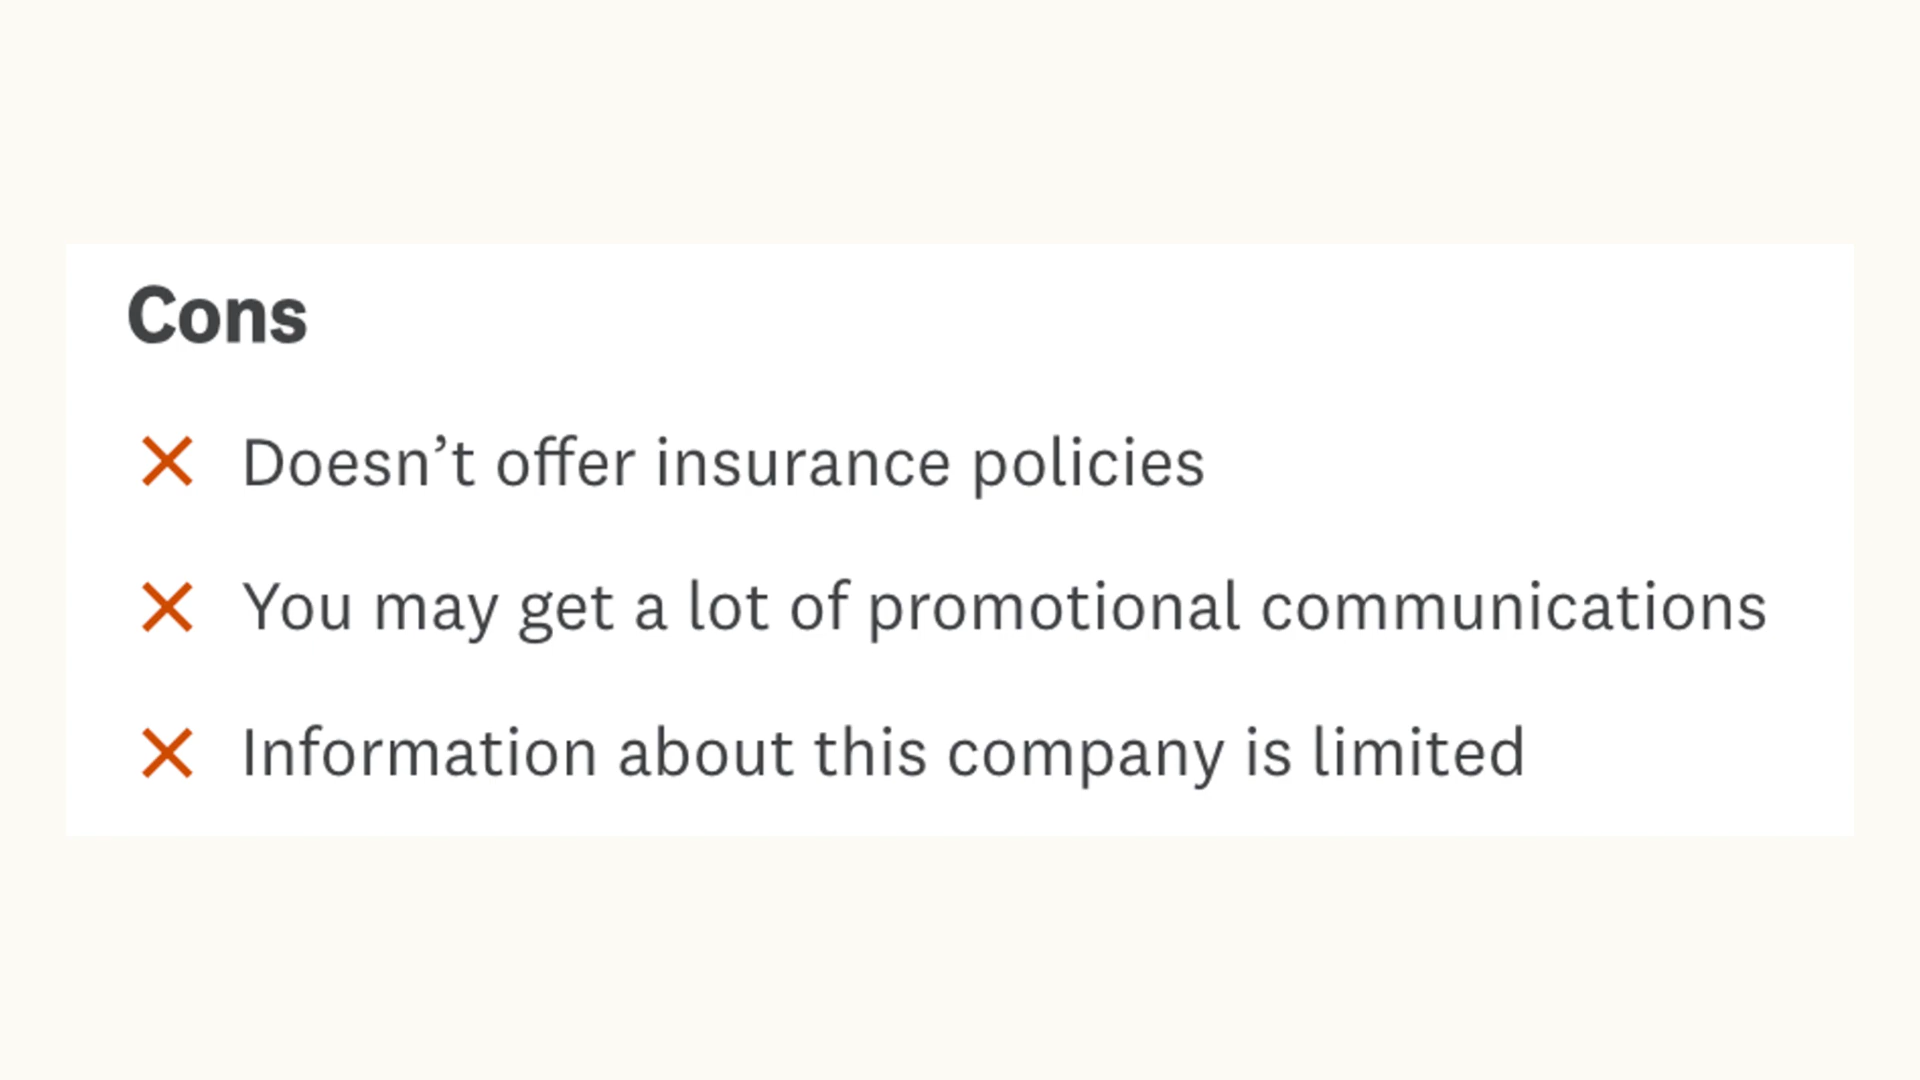 Cons
Doesn’t offer insurance policies
You may get a lot of promotional communications
Information about this company is limited